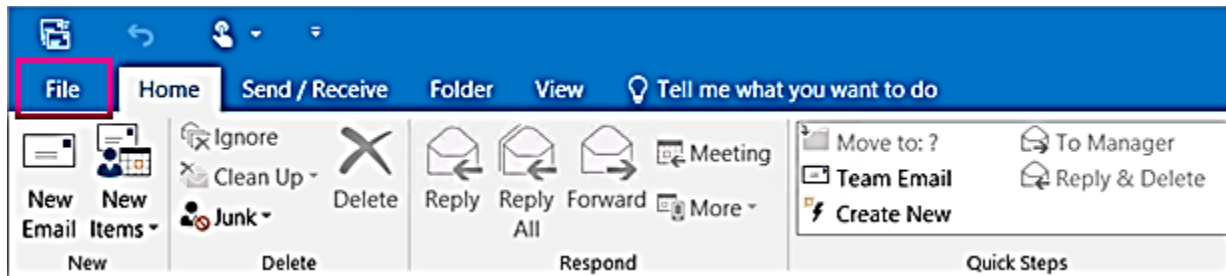 File Home Send / Receive Folder View Tell me what you want to do
Ignore Meeting Move to: ? To Manager
Clean Up Team Email Reply & Delete
New New Delete Reply Reply Forward More
Email Items Junk All Create New
New Delete Respond Quick Steps